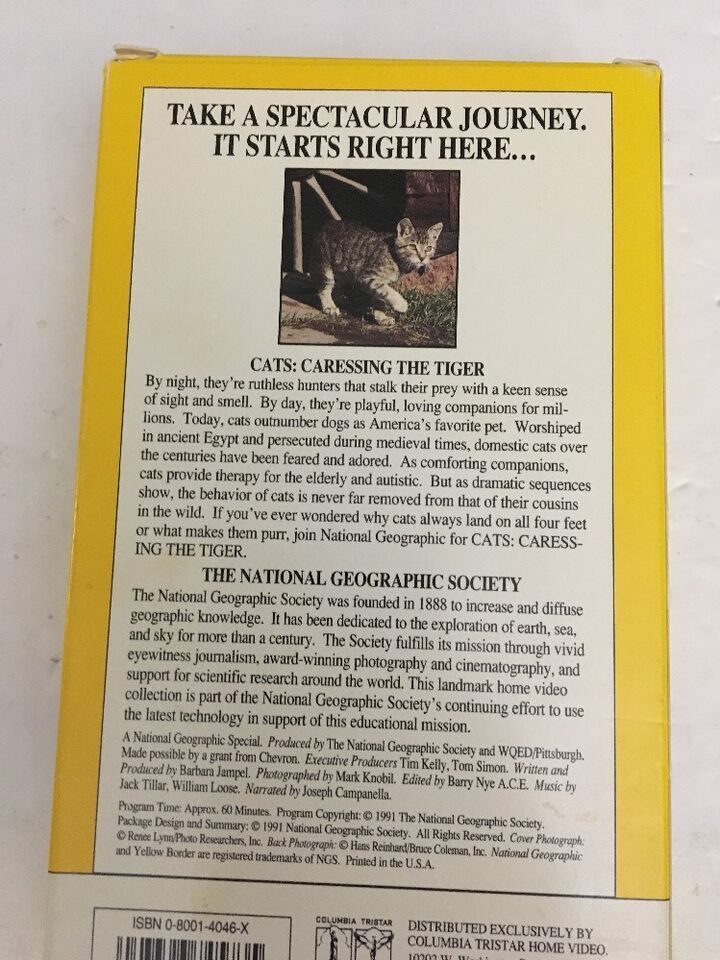 TAKE A SPECTACULAR JOURNEY.
IT STARTS RIGHT HERE...
CATS: CARESSING THE TIGER
By night, they're ruthless hunters that stalk their prey with a keen sense
of sight and smell. By day, they're playful, loving companions for mil-
lions. Today, cats outnumber dogs as America's favorite pet. Worshiped
in ancient Egypt and persecuted during medieval times, domestic cats over
the centuries have been feared and adored. As comforting companions,
cats provide therapy for the elderly and autistic. But as dramatic sequences
show, the behavior of cats is never far removed from that of their cousins
in the wild. If you've ever wondered why cats always land on all four feet
or what makes them purr, join National Geographic for CATS: CARESS-
ING THE TIGER.
THE NATIONAL GEOGRAPHIC SOCIETY
The National Geographic Society was founded in 1888 to increase and diffuse
geographic knowledge. It has been dedicated to the exploration of earth, sea,
and sky for more than a century. The Society fulfills its mission through vivid
eyewitness journalism, award-winning photography and cinematography, and
support for scientific research around the world. This landmark home video
collection is part of the National Geographic Society's continuing effort to use
the latest technology in support of this educational mission.
A National Geographic Special. Produced by The National Geographic Society and WQED/Pittsburgh.
Made possible by a grant from Chevron. Executive Producers Tim Kelly, Tom Simon. Written and
Produced by Barbara Jampel. Photographed by Mark Knobil. Edited by Barry Nye A.C.E. Music by
Jack Tillar, William Loose. Narrated by Joseph Campanella.
Program Time: Approx. 60 Minutes. Program Copyright: © 1991 The National Geographic Society.
Package Design and Summary: © 1991 National Geographic Society. All Rights Reserved. Cover Photograph:
© Renee Lynn/Photo Researchers, Inc. Back Photograph: © Hans Reinhard/Bruce Coleman, Inc. National Geographic
and Yellow Border are registered trademarks of NGS. Printed in the U.S.A.
ISBN 0-8001-4046-X
COLUMBIA TRISTAR
DISTRIBUTED EXCLUSIVELY BY
COLUMBIA TRISTAR HOME VIDEO.
10202 W.